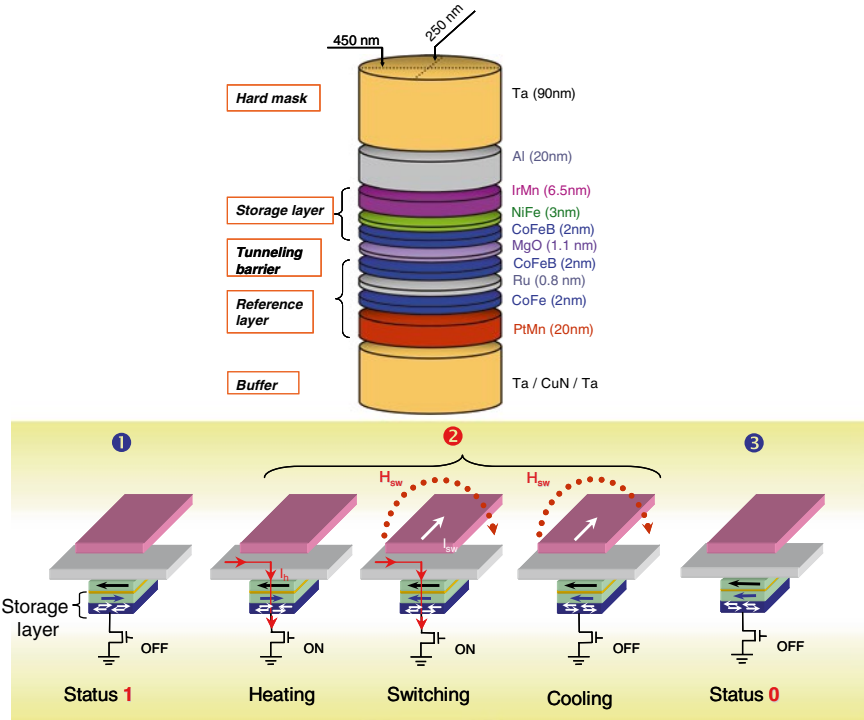 450 nm
250 nm
Hard mask
Ta (90nm)
Al (20nm)
IrMn (6.5nm)
Storage layer
NiFe (3nm)
CoFeB (2nm)
Tunneling
barrier
MgO (1.1 nm)
CoFeB (2nm)
Ru (0.8 nm)
Reference
layer
CoFe (2nm)
PtMn (20nm)
Buffer
Ta / CuN / Ta
1
2
3
Hsw
Hsw
Isw
Ih
Storage
layer
OFF
ON
ON
OFF
OFF
Status 1
Heating
Switching
Cooling
Status 0